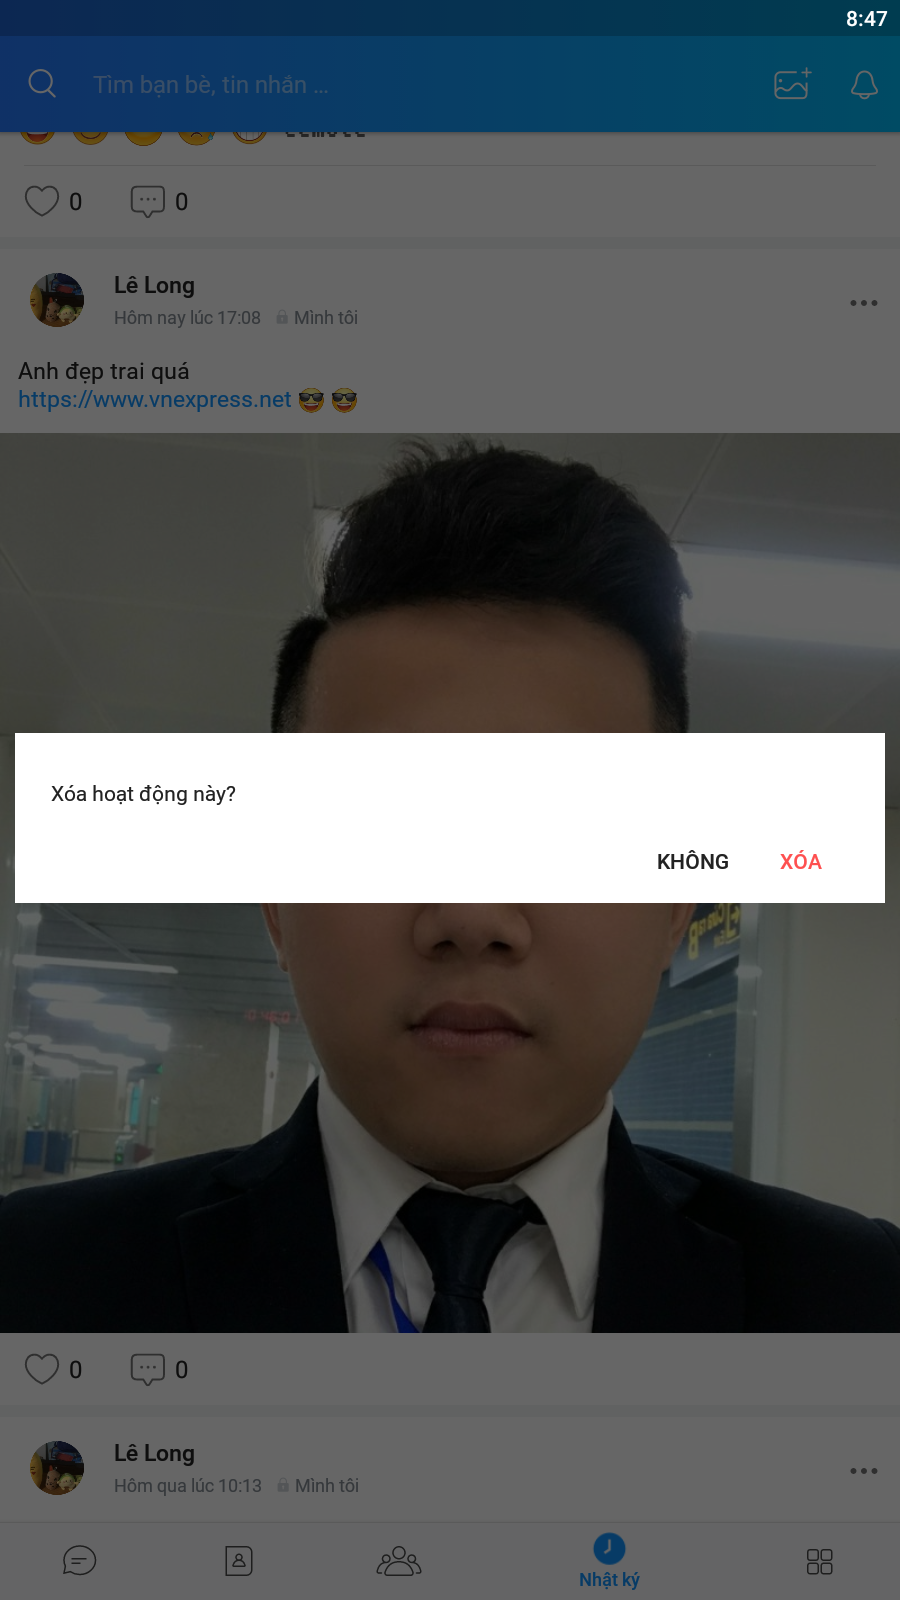 8:47
Tìm bạn bè, tin nhắn ...
0 0
Lê Long
Hôm nay lúc 17:08 Mình tôi
Anh đẹp trai quá
https://www.vnexpress.net
Xóa hoạt động này?
KHÔNG XÓA
0 0
Lê Long
Hôm qua lúc 10:13 Mình tôi
Nhật ký